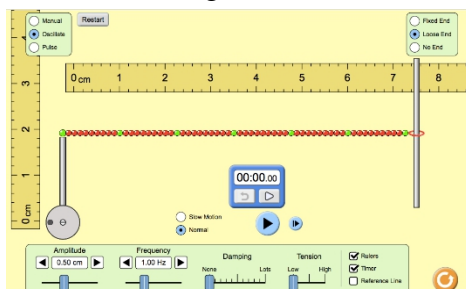 Manual
Oscillate
Pulse
Restart
Fixed End
Loose End
No End
0 cm 1 2 3 4 5 6 7 8
4
3
2
1
0 cm
00:00.00
Slow Motion
Normal
Amplitude
0.50 cm
Frequency
1.00 Hz
Damping
None Lots
Tension
Low High
Rulers
Timer
Reference Line